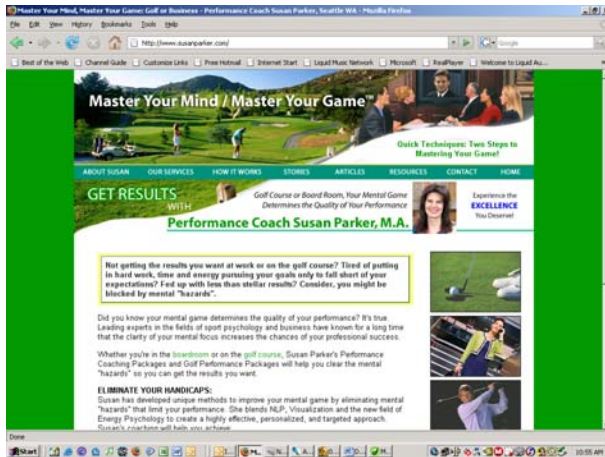 Master Your Mind, Master Your Game: Golf or Business - Performance Coach Susan Parker, Seattle WA - Mozilla Firefox
File Edit View History Bookmarks Tools Help
http://www.susanparker.com/
Google
Best of the Web Channel Guide Customize Links Free Hotmail Internet Start Liquid Music Network Microsoft RealPlayer Welcome to Liquid Au...
Master Your Mind / Master Your Game™
Quick Techniques: Two Steps to
Mastering Your Game!
ABOUT SUSAN OUR SERVICES HOW IT WORKS STORIES ARTICLES RESOURCES CONTACT HOME
GET RESULTS
WITH
Golf Course or Board Room, Your Mental Game
Determines the Quality of Your Performance
Performance Coach Susan Parker, M.A.
Experience the
EXCELLENCE
You Deserve!
Not getting the results you want at work or on the golf course? Tired of putting
in hard work, time and energy pursuing your goals only to fall short of your
expectations? Fed up with less than stellar results? Consider, you might be
blocked by mental "hazards".
Did you know your mental game determines the quality of your performance? It's true.
Leading experts in the fields of sport psychology and business have known for a long time
that the clarity of your mental focus increases the chances of your professional success.
Whether you're in the boardroom or on the golf course, Susan Parker's Performance
Coaching Packages and Golf Performance Packages will help you clear the mental
"hazards" so you can get the results you want.
ELIMINATE YOUR HANDICAPS:
Susan has developed unique methods to improve your mental game by eliminating mental
"hazards" that limit your performance. She blends NLP, Visualization and the new field of
Energy Psychology to create a highly effective, personalized, and targeted approach.
Susan's coaching will help you achieve
Done
Start
10:55 AM